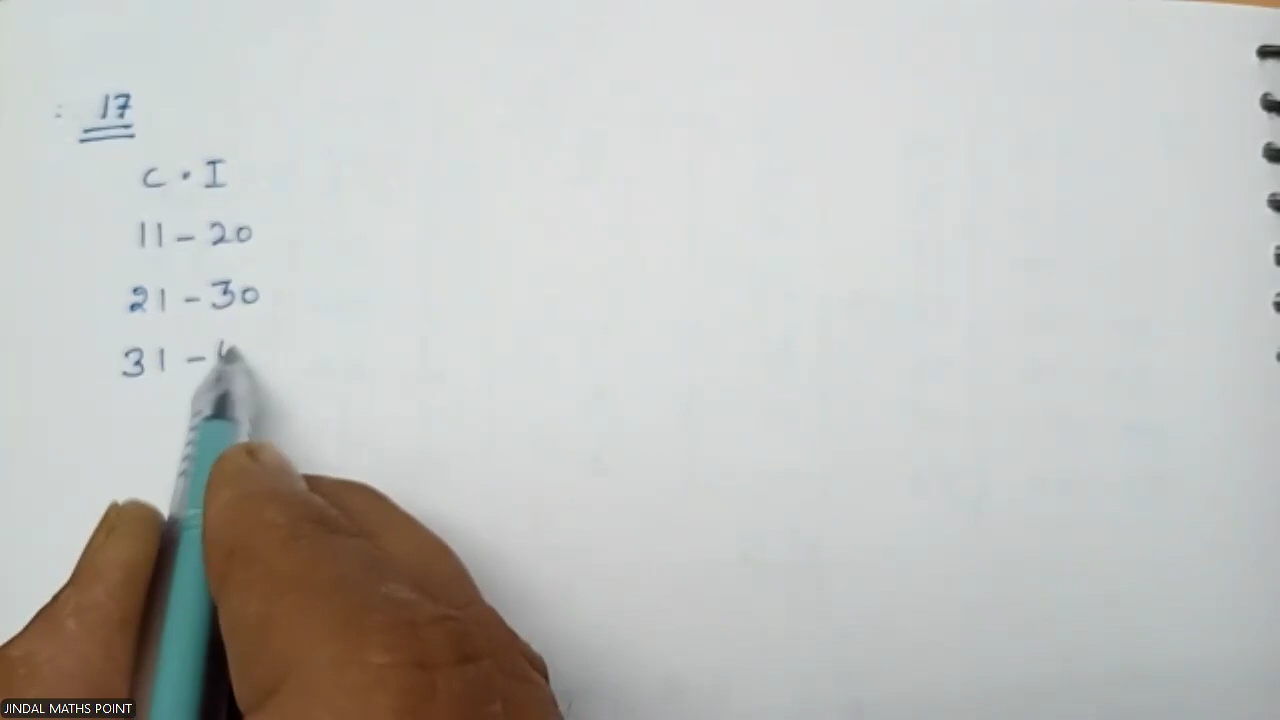 : 17
C . I
11 - 20
21 - 30
31 -
JINDAL MATHS POINT